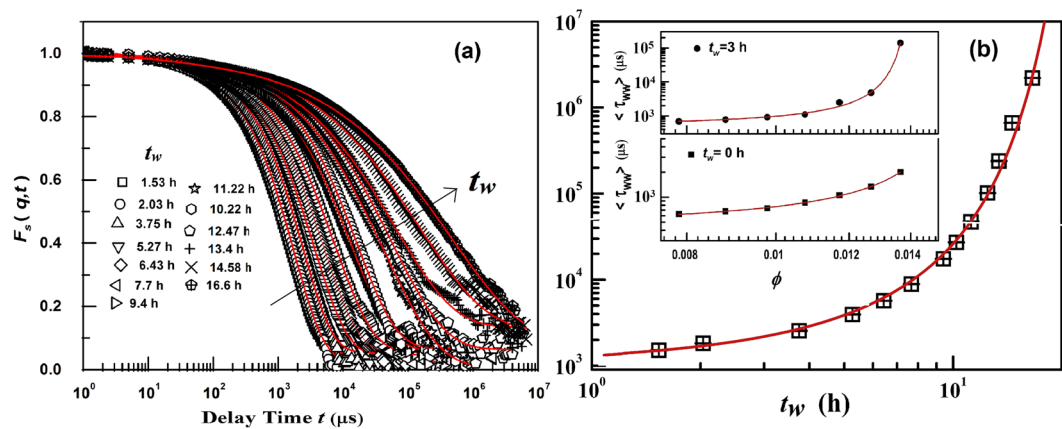 (a)
1.0
0.8
0.6
0.4
0.2
0.0
F_s ( q,t )
t_w
1.53 h
2.03 h
3.75 h
5.27 h
6.43 h
7.7 h
9.4 h
11.22 h
10.22 h
12.47 h
13.4 h
14.58 h
16.6 h
t_w
10^0 10^1 10^2 10^3 10^4 10^5 10^6 10^7
Delay Time t (μs)
(b)
10^7
10^6
10^5
10^4
10^3
< τ_ww > (μs)
10^5
10^4
10^3
t_w=3 h
< τ_ww > (μs)
10^3
t_w= 0 h
0.008 0.01 0.012 0.014
ϕ
10^0 10^1
t_w (h)